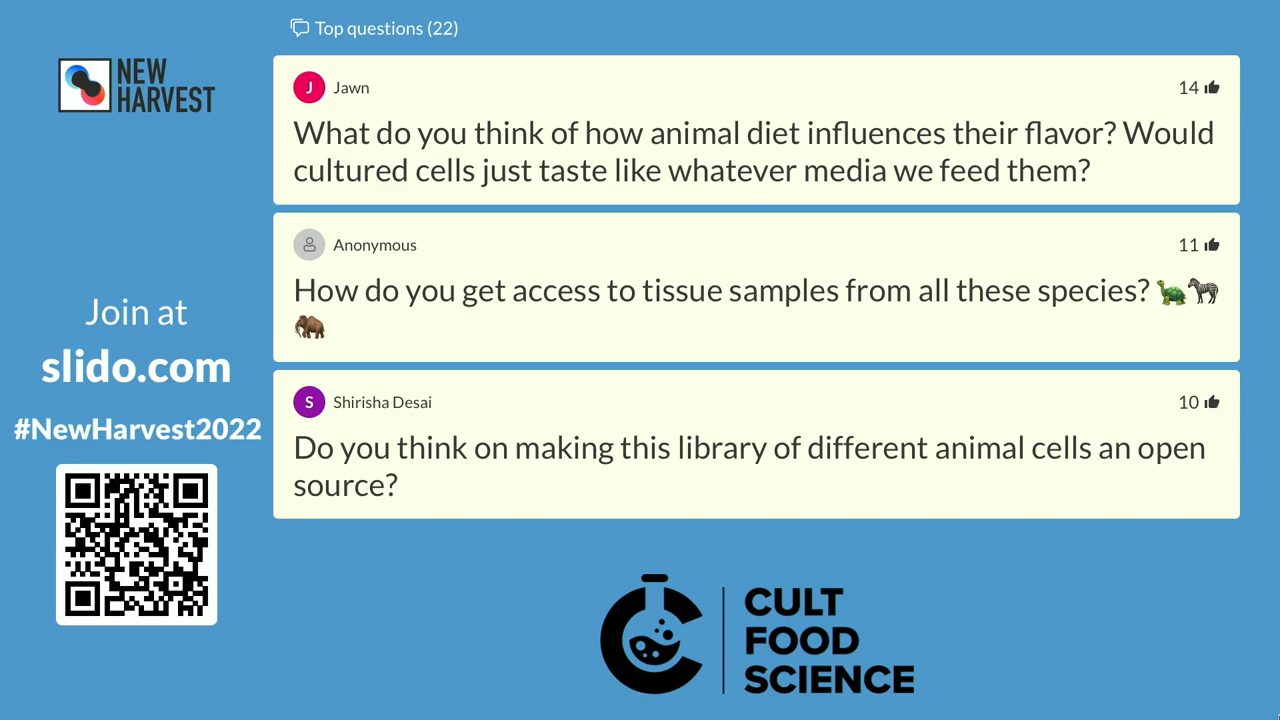 Top questions (22)
NEW
HARVEST
J Jawn 14
What do you think of how animal diet influences their flavor? Would
cultured cells just taste like whatever media we feed them?
Anonymous 11
How do you get access to tissue samples from all these species? 🐢🦓
🦣
Join at
slido.com
#NewHarvest2022
S Shirisha Desai 10
Do you think on making this library of different animal cells an open
source?
CULT
FOOD
SCIENCE